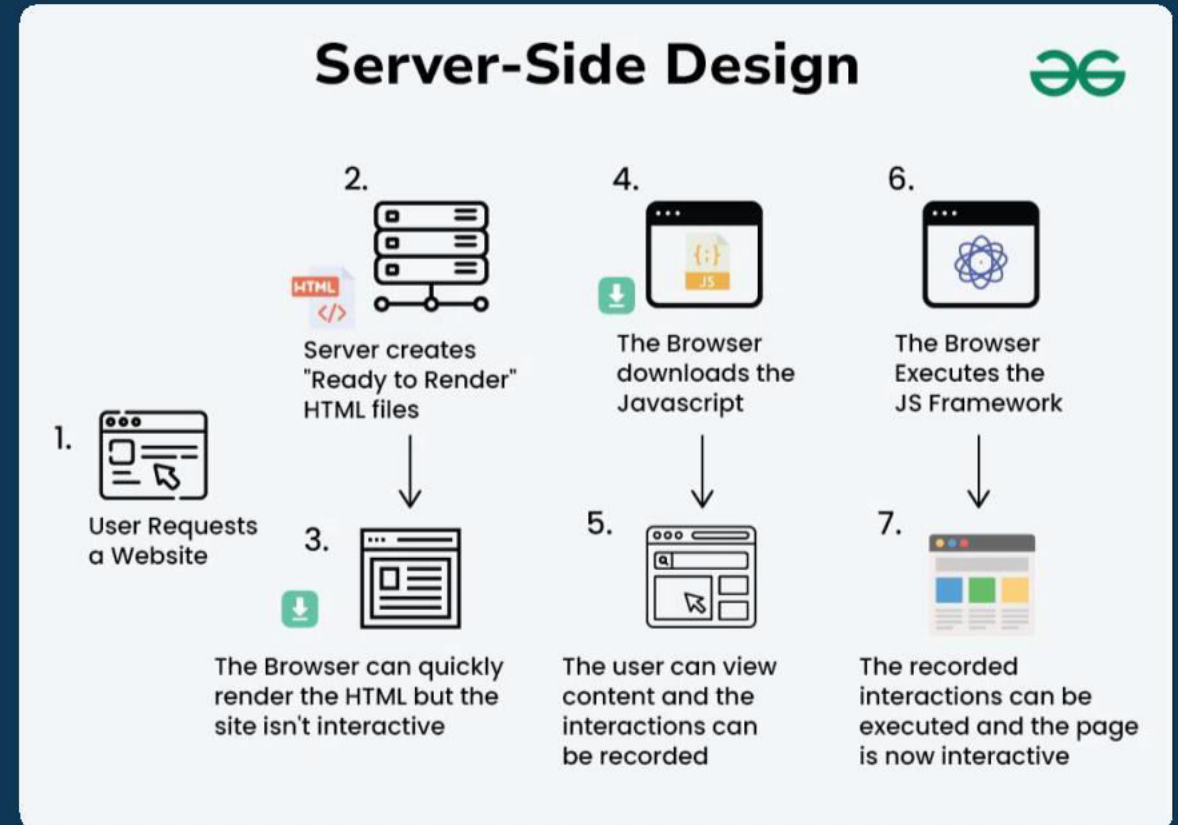 Server-Side Design
1.
User Requests
a Website
2.
HTML
</>
Server creates
"Ready to Render"
HTML files
3.
The Browser can quickly
render the HTML but the
site isn't interactive
4.
{:}
JS
The Browser
downloads the
Javascript
5.
The user can view
content and the
interactions can
be recorded
6.
The Browser
Executes the
JS Framework
7.
The recorded
interactions can be
executed and the page
is now interactive